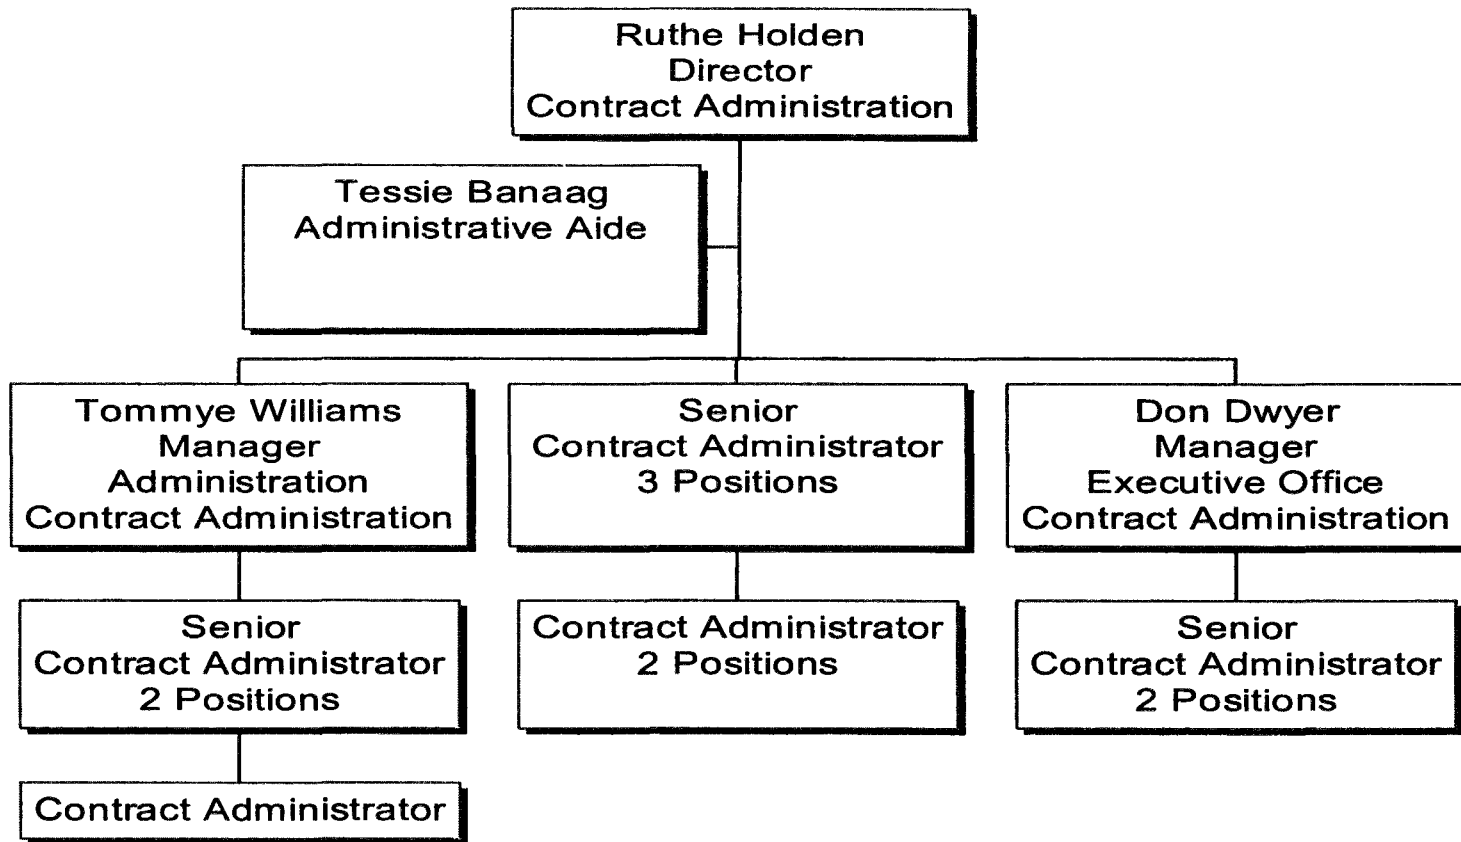 Ruthe Holden
Director
Contract Administration
Tessie Banaag
Administrative Aide
Tommye Williams
Manager
Administration
Contract Administration
Senior
Contract Administrator
3 Positions
Don Dwyer
Manager
Executive Office
Contract Administration
Senior
Contract Administrator
2 Positions
Contract Administrator
2 Positions
Senior
Contract Administrator
2 Positions
Contract Administrator